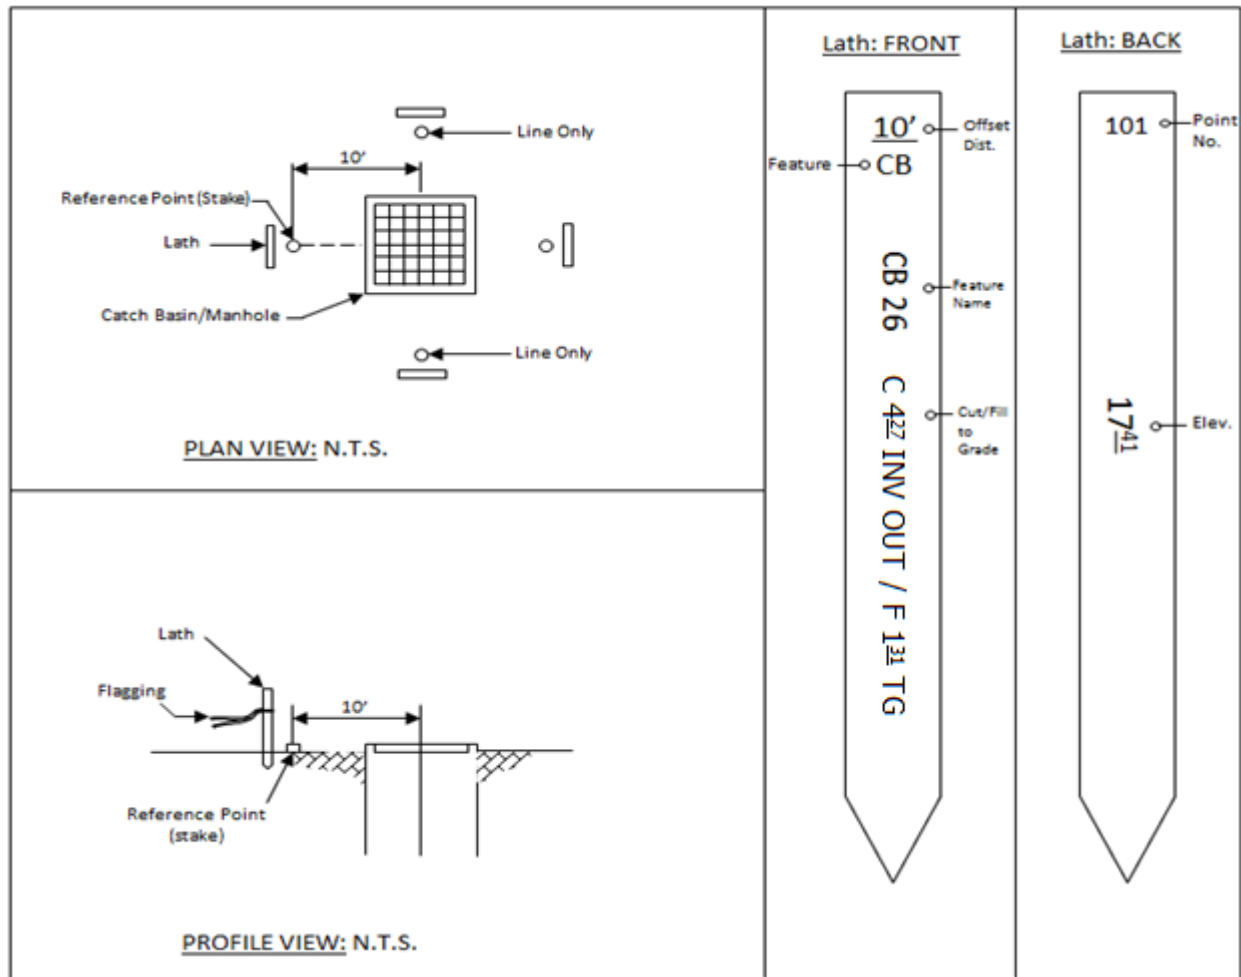 Line Only
10'
Reference Point (Stake)
Lath
Catch Basin/Manhole
Line Only
PLAN VIEW: N.T.S.
Lath
Flagging
10'
Reference Point
(stake)
PROFILE VIEW: N.T.S.
Lath: FRONT
10'
Offset
Dist.
Feature
CB
CB 26
Feature
Name
C 4²⁷ INV OUT / F 1³¹ TG
Cut/Fill
to
Grade
Lath: BACK
101
Point
No.
17⁴¹
Elev.